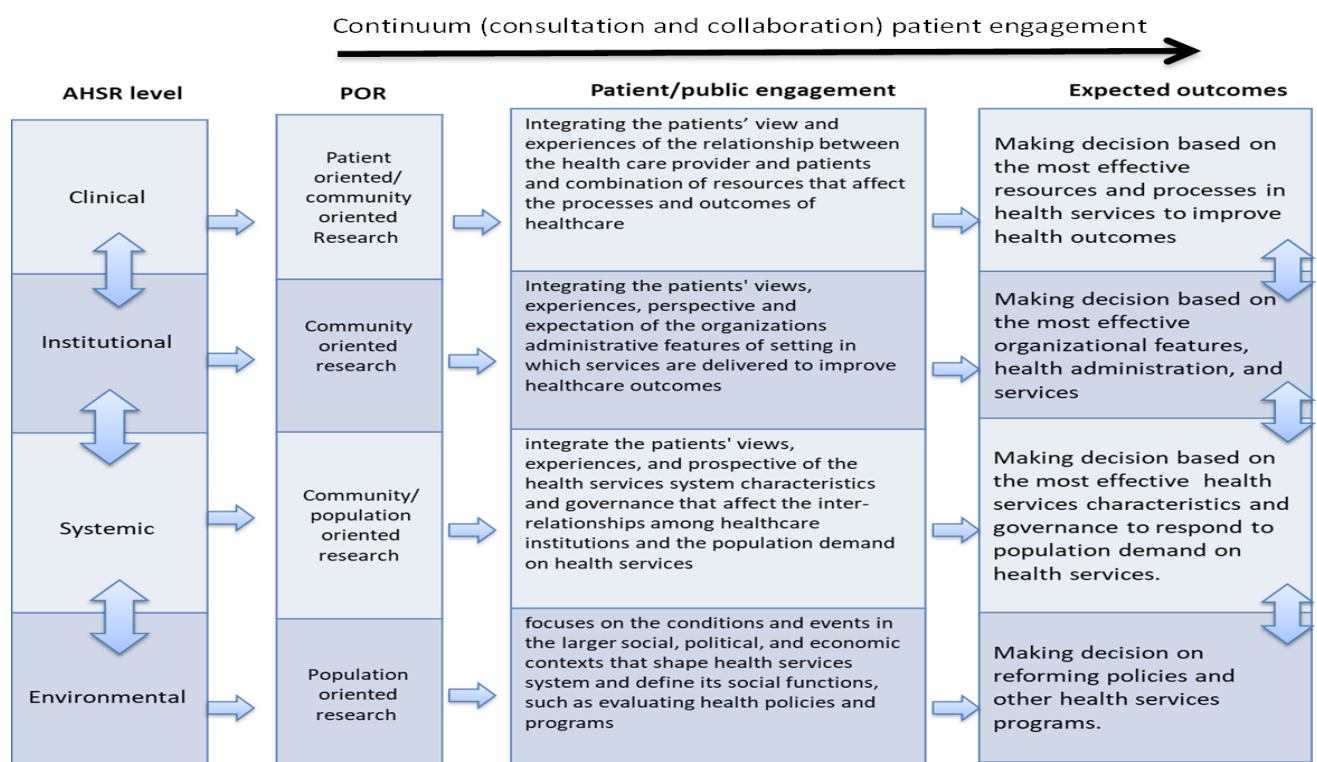 Continuum (consultation and collaboration) patient engagement
AHSR level
POR
Patient/public engagement
Expected outcomes
Clinical
Patient
oriented/
community
oriented
Research
Integrating the patients’ view and
experiences of the relationship between
the health care provider and patients
and combination of resources that affect
the processes and outcomes of
healthcare
Making decision based on
the most effective
resources and processes in
health services to improve
health outcomes
Institutional
Community
oriented
research
Integrating the patients' views,
experiences, perspective and
expectation of the organizations
administrative features of setting in
which services are delivered to improve
healthcare outcomes
Making decision based on
the most effective
organizational features,
health administration, and
services
Systemic
Community/
population
oriented
research
integrate the patients' views,
experiences, and prospective of the
health services system characteristics
and governance that affect the inter-
relationships among healthcare
institutions and the population demand
on health services
Making decision based on
the most effective health
services characteristics and
governance to respond to
population demand on
health services.
Environmental
Population
oriented
research
focuses on the conditions and events in
the larger social, political, and economic
contexts that shape health services
system and define its social functions,
such as evaluating health policies and
programs
Making decision on
reforming policies and
other health services
programs.